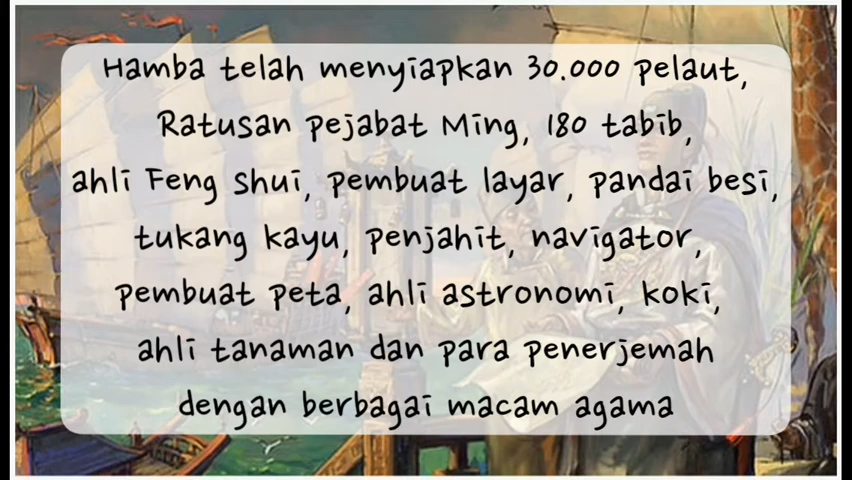 Hamba telah menyiapkan 30.000 pelaut,
Ratusan pejabat Ming, 180 tabib,
ahli Feng Shui, pembuat layar, pandai besi,
tukang kayu, penjahit, navigator,
pembuat peta, ahli astronomi, koki,
ahli tanaman dan para penerjemah
dengan berbagai macam agama